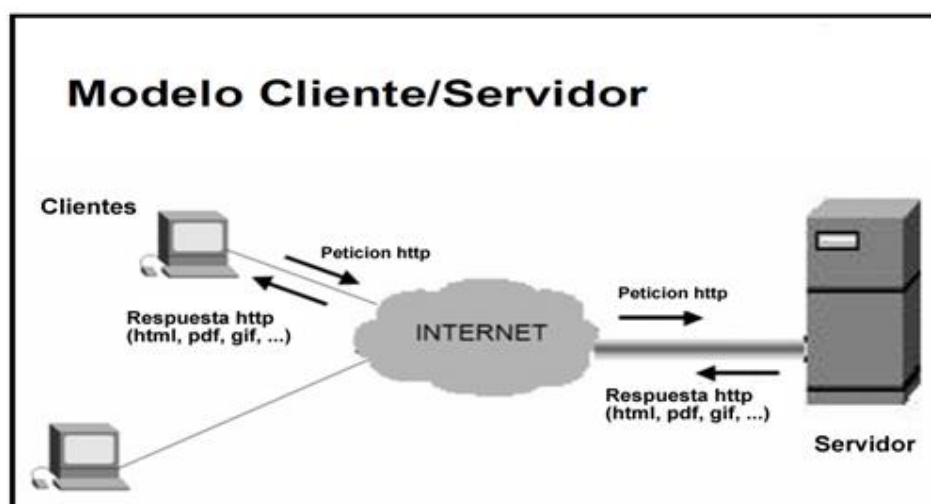 Modelo Cliente/Servidor
Clientes
Peticion http
Respuesta http
(html, pdf, gif, ...)
INTERNET
Peticion http
Respuesta http
(html, pdf, gif, ...)
Servidor